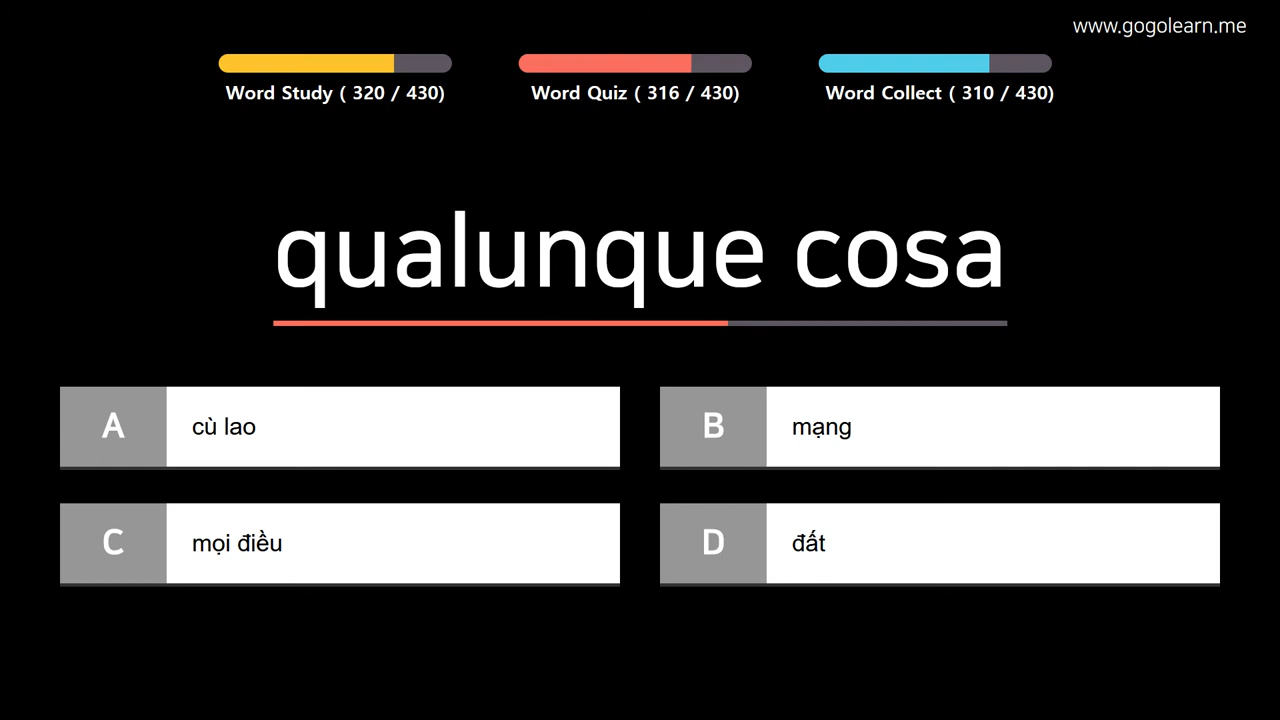 www.gogolearn.me
Word Study ( 320 / 430)
Word Quiz ( 316 / 430)
Word Collect ( 310 / 430)
qualunque cosa
A cù lao
B mạng
C mọi điều
D đất